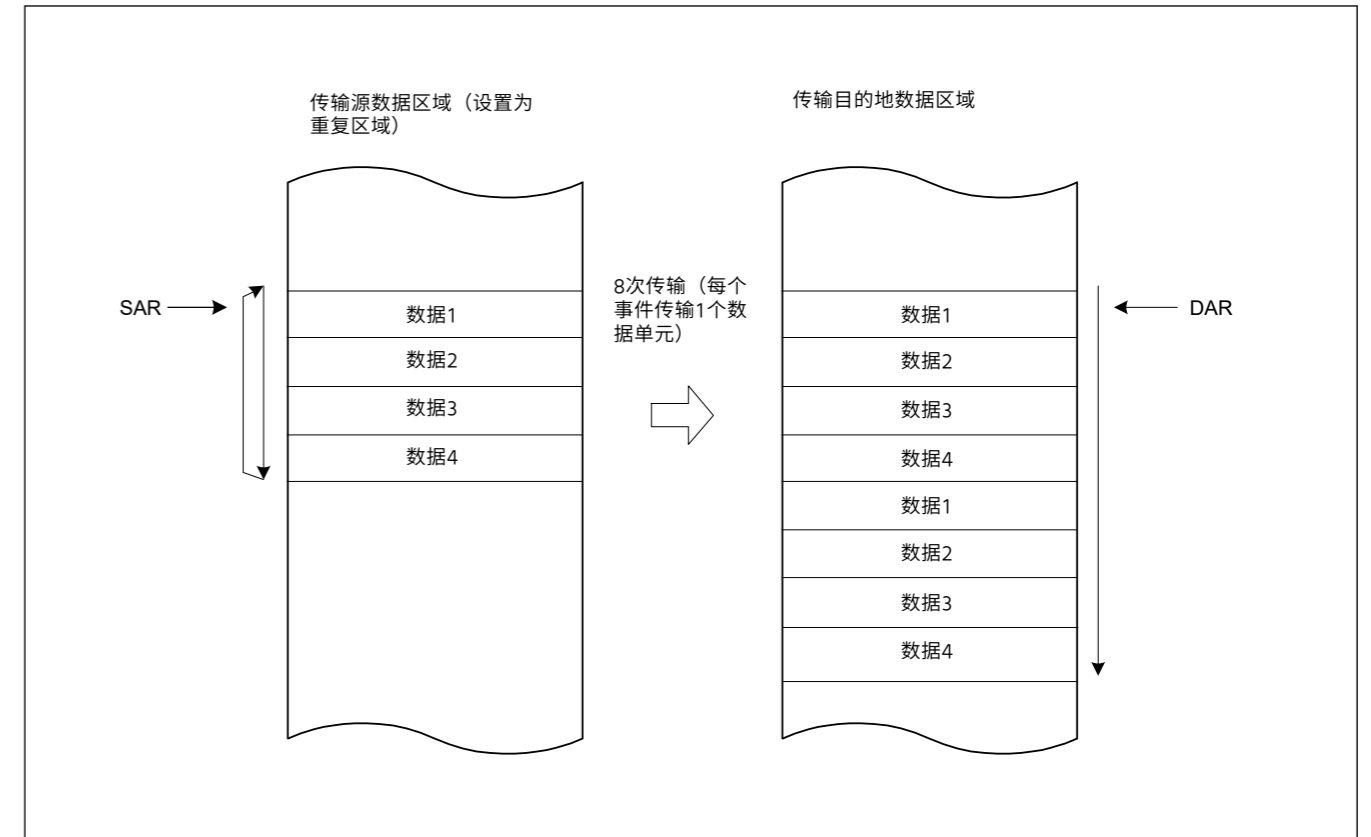 传输源数据区域（设置为
重复区域）
传输目的地数据区域
8次传输（每个
事件传输1个数
据单元）
SAR
数据1
数据2
数据3
数据4
数据1
数据2
数据3
数据4
数据1
数据2
数据3
数据4
DAR